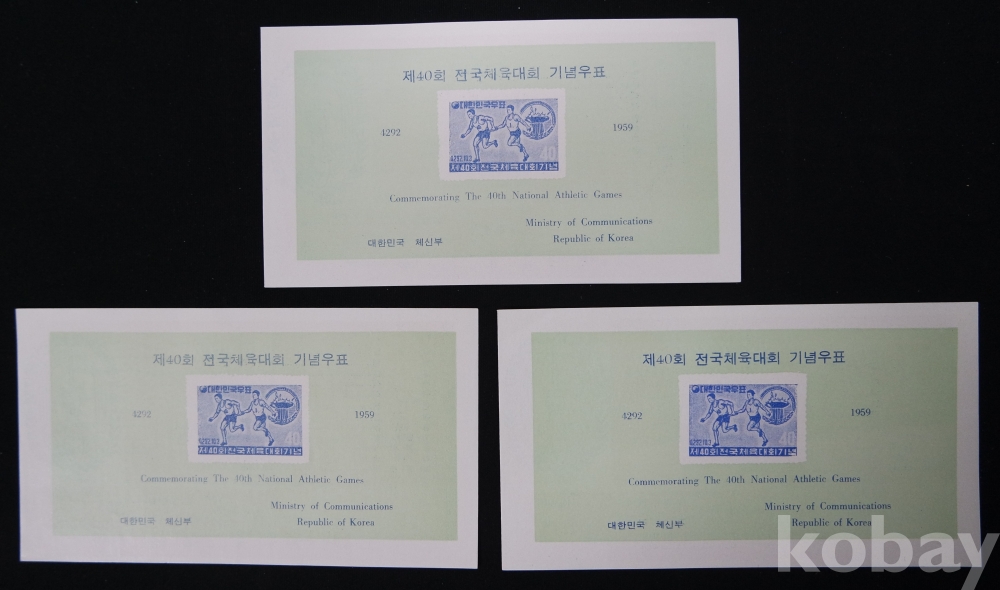 제40회 전국체육대회 기념우표
대한민국우표
4292 1959
40
4292.10.3
제40회전국체육대회기념
Commemorating The 40th National Athletic Games
Ministry of Communications
대한민국 체신부 Republic of Korea
제40회 전국체육대회 기념우표
대한민국우표
4292 1959
40
4292.10.3
제40회전국체육대회기념
Commemorating The 40th National Athletic Games
Ministry of Communications
대한민국 체신부 Republic of Korea
제40회 전국체육대회 기념우표
대한민국우표
4292 1959
40
4292.10.3
제40회전국체육대회기념
Commemorating The 40th National Athletic Games
Ministry of Communications
대한민국 체신부 Republic of Korea
kobay